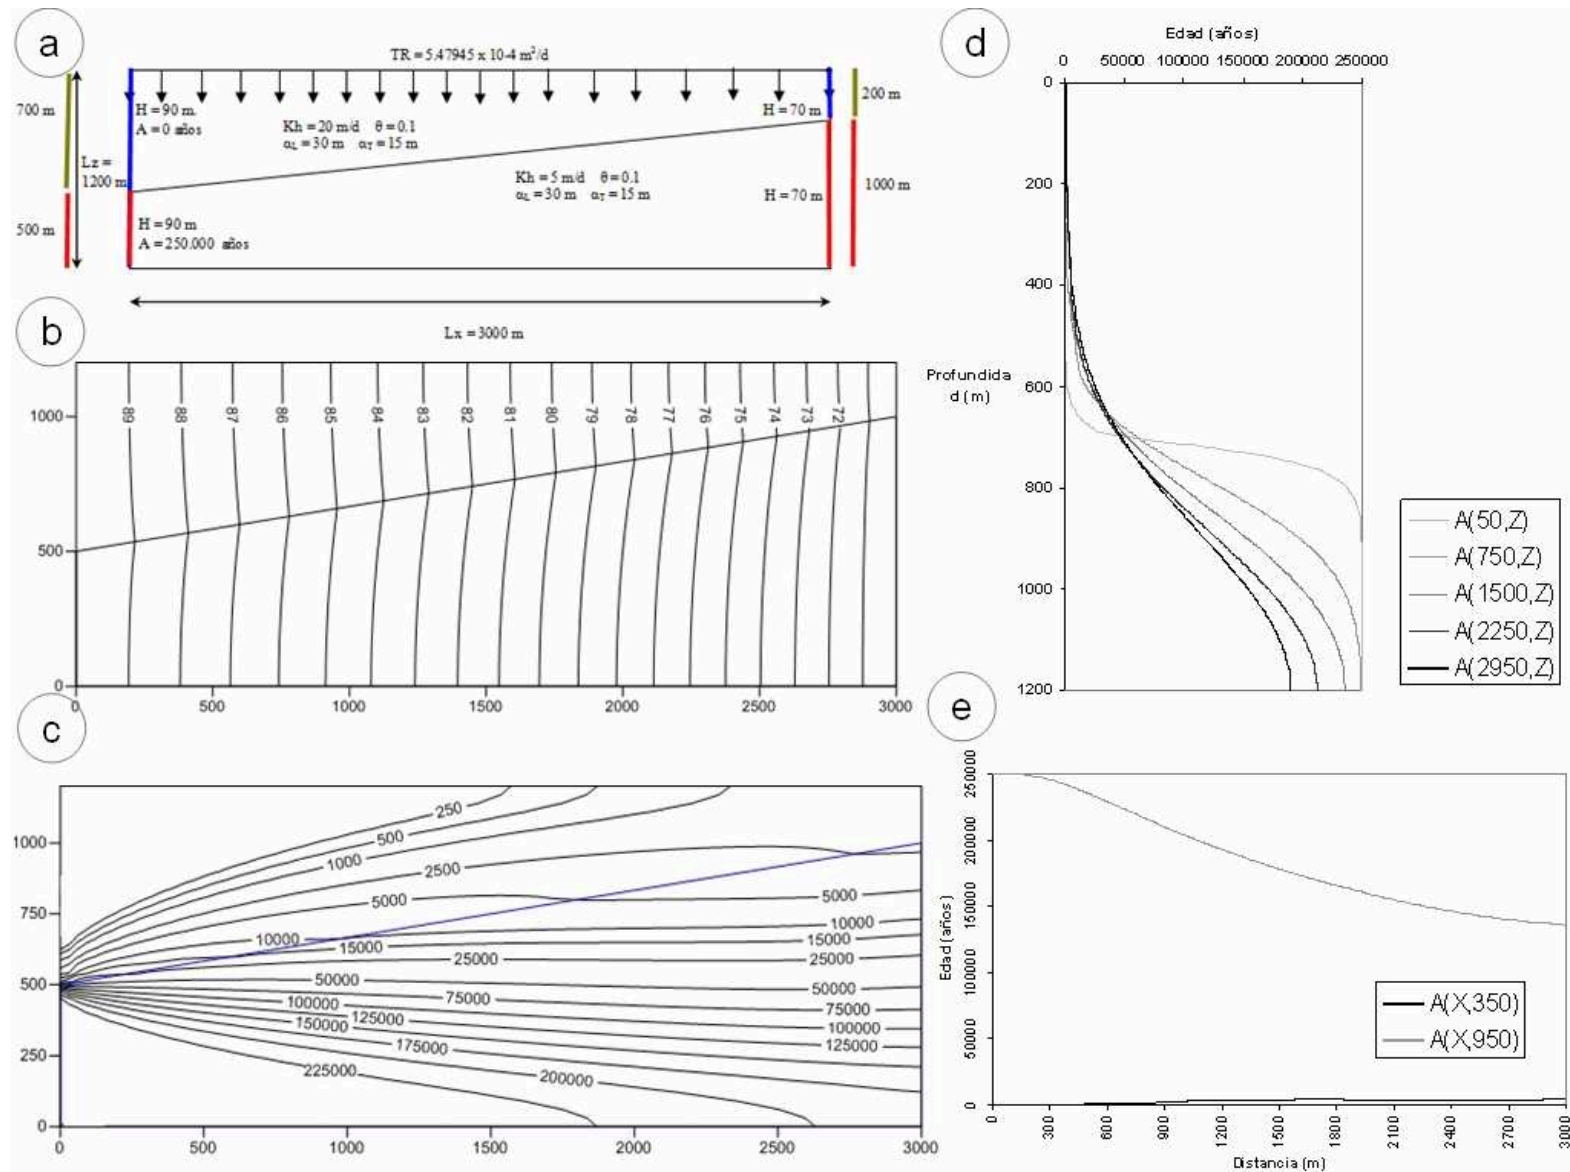 a
TR = 5.47945 x 10-4 m²/d
700 m
500 m
Lz =
1200 m
H = 90 m.
A = 0 años
Kh = 20 m/d θ = 0.1
α_L = 30 m α_T = 15 m
H = 70 m
200 m
Kh = 5 m/d θ = 0.1
α_L = 30 m α_T = 15 m
H = 70 m
1000 m
H = 90 m
A = 250.000 años
Lx = 3000 m
b
1000
500
0
89 88 87 86 85 84 83 82 81 80 79 78 77 76 75 74 73 72
0 500 1000 1500 2000 2500 3000
c
1000
750
500
250
0
250
500
1000
2500
5000
5000
10000
10000
15000
15000
25000
25000
50000
50000
75000
75000
100000
100000
125000
125000
150000
175000
200000
225000
0 500 1000 1500 2000 2500 3000
d
Edad (años)
0 50000 100000 150000 200000 250000
0
200
400
600
800
1000
1200
Profundida
d (m)
A(50,Z)
A(750,Z)
A(1500,Z)
A(2250,Z)
A(2950,Z)
e
Edad (años)
250000
200000
150000
100000
50000
0
A(X,350)
A(X,950)
0 300 600 900 1200 1500 1800 2100 2400 2700 3000
Distancia (m)